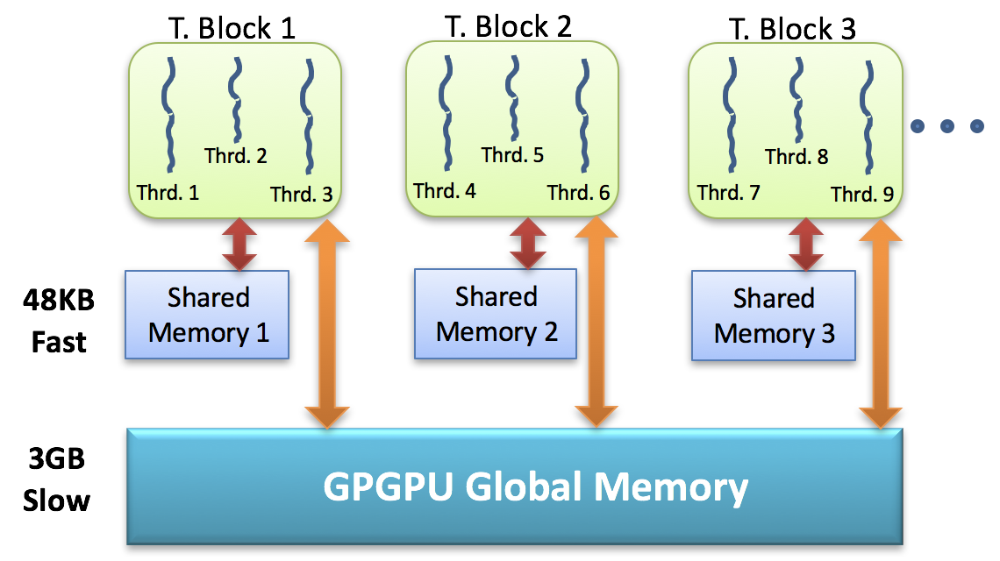 T. Block 1
T. Block 2
T. Block 3
Thrd. 2
Thrd. 5
Thrd. 8
Thrd. 1
Thrd. 3
Thrd. 4
Thrd. 6
Thrd. 7
Thrd. 9
48KB
Fast
Shared
Memory 1
Shared
Memory 2
Shared
Memory 3
3GB
Slow
GPGPU Global Memory